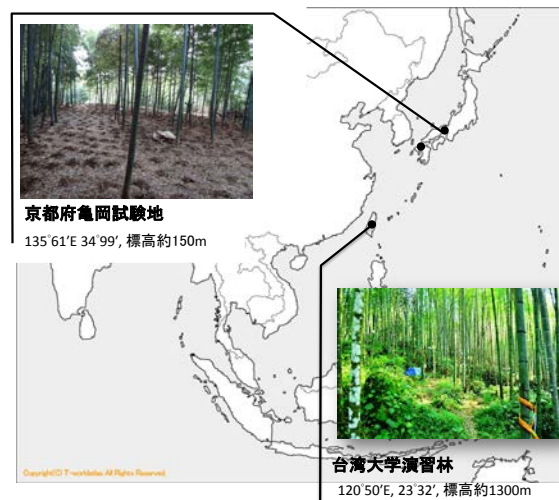 京都府亀岡試験地
135°61'E 34°99', 標高約150m
台湾大学演習林
120°50'E, 23°32', 標高約1300m
Copyright(C) T-worldatlas All Rights Reserved.